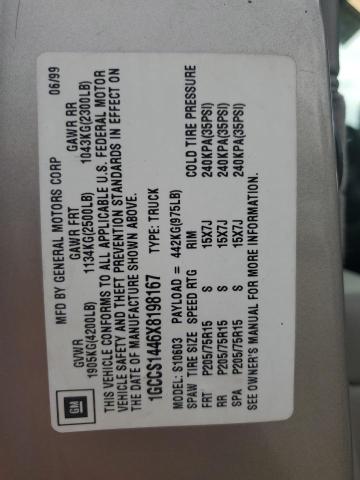 GM MFD BY GENERAL MOTORS CORP 06/99
GVWR GAWR FRT GAWR RR
1905KG(4200LB) 1134KG(2500LB) 1043KG(2300LB)
THIS VEHICLE CONFORMS TO ALL APPLICABLE U.S. FEDERAL MOTOR
VEHICLE SAFETY AND THEFT PREVENTION STANDARDS IN EFFECT ON
THE DATE OF MANUFACTURE SHOWN ABOVE.
1GCCS1446X8198167 TYPE: TRUCK
MODEL: S10603 PAYLOAD = 442KG(975LB)
SPAW TIRE SIZE SPEED RTG RIM COLD TIRE PRESSURE
FRT P205/75R15 S 15X7J 240KPA(35PSI)
RR P205/75R15 S 15X7J 240KPA(35PSI)
SPA P205/75R15 S 15X7J 240KPA(35PSI)
SEE OWNER'S MANUAL FOR MORE INFORMATION.